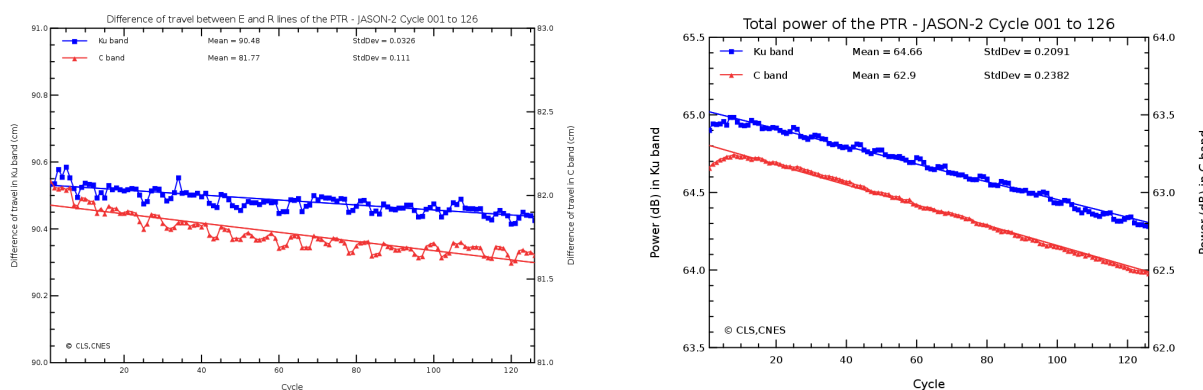 Difference of travel between E and R lines of the PTR - JASON-2 Cycle 001 to 126
91.0
90.8
90.6
90.4
90.2
90.0
Difference of travel in Ku band (cm)
Ku band Mean = 90.48 StdDev = 0.0326
C band Mean = 81.77 StdDev = 0.111
© CLS,CNES
20 40 60 80 100 120
Cycle
83.0
82.5
82.0
81.5
81.0
Difference of travel in C band (cm)
Total power of the PTR - JASON-2 Cycle 001 to 126
65.5
65.0
64.5
64.0
63.5
Power (dB) in Ku band
Ku band Mean = 64.66 StdDev = 0.2091
C band Mean = 62.9 StdDev = 0.2382
© CLS,CNES
20 40 60 80 100 120
Cycle
64.0
63.5
63.0
62.5
62.0
Power (dB) in C band